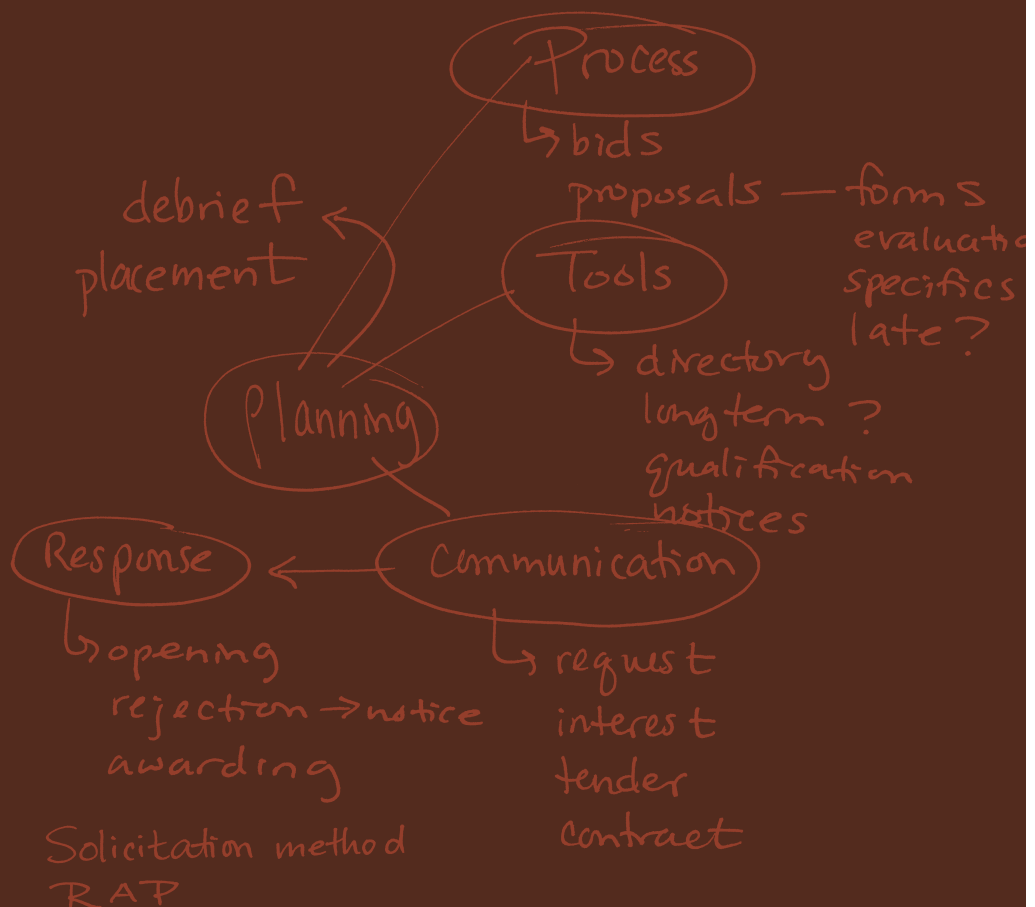 Process
bids
proposals — forms
evaluatio
specifics
late ?
debrief
placement
Tools
directory
long term ?
qualification
notices
Planning
Communication
request
interest
tender
contract
Response
opening
rejection → notice
awarding
Solicitation method
RAP